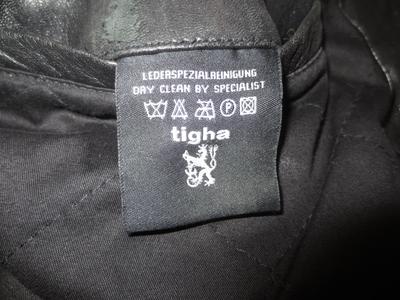 LEDERSPEZIALREINIGUNG
DRY CLEAN BY SPECIALIST
P
tigha